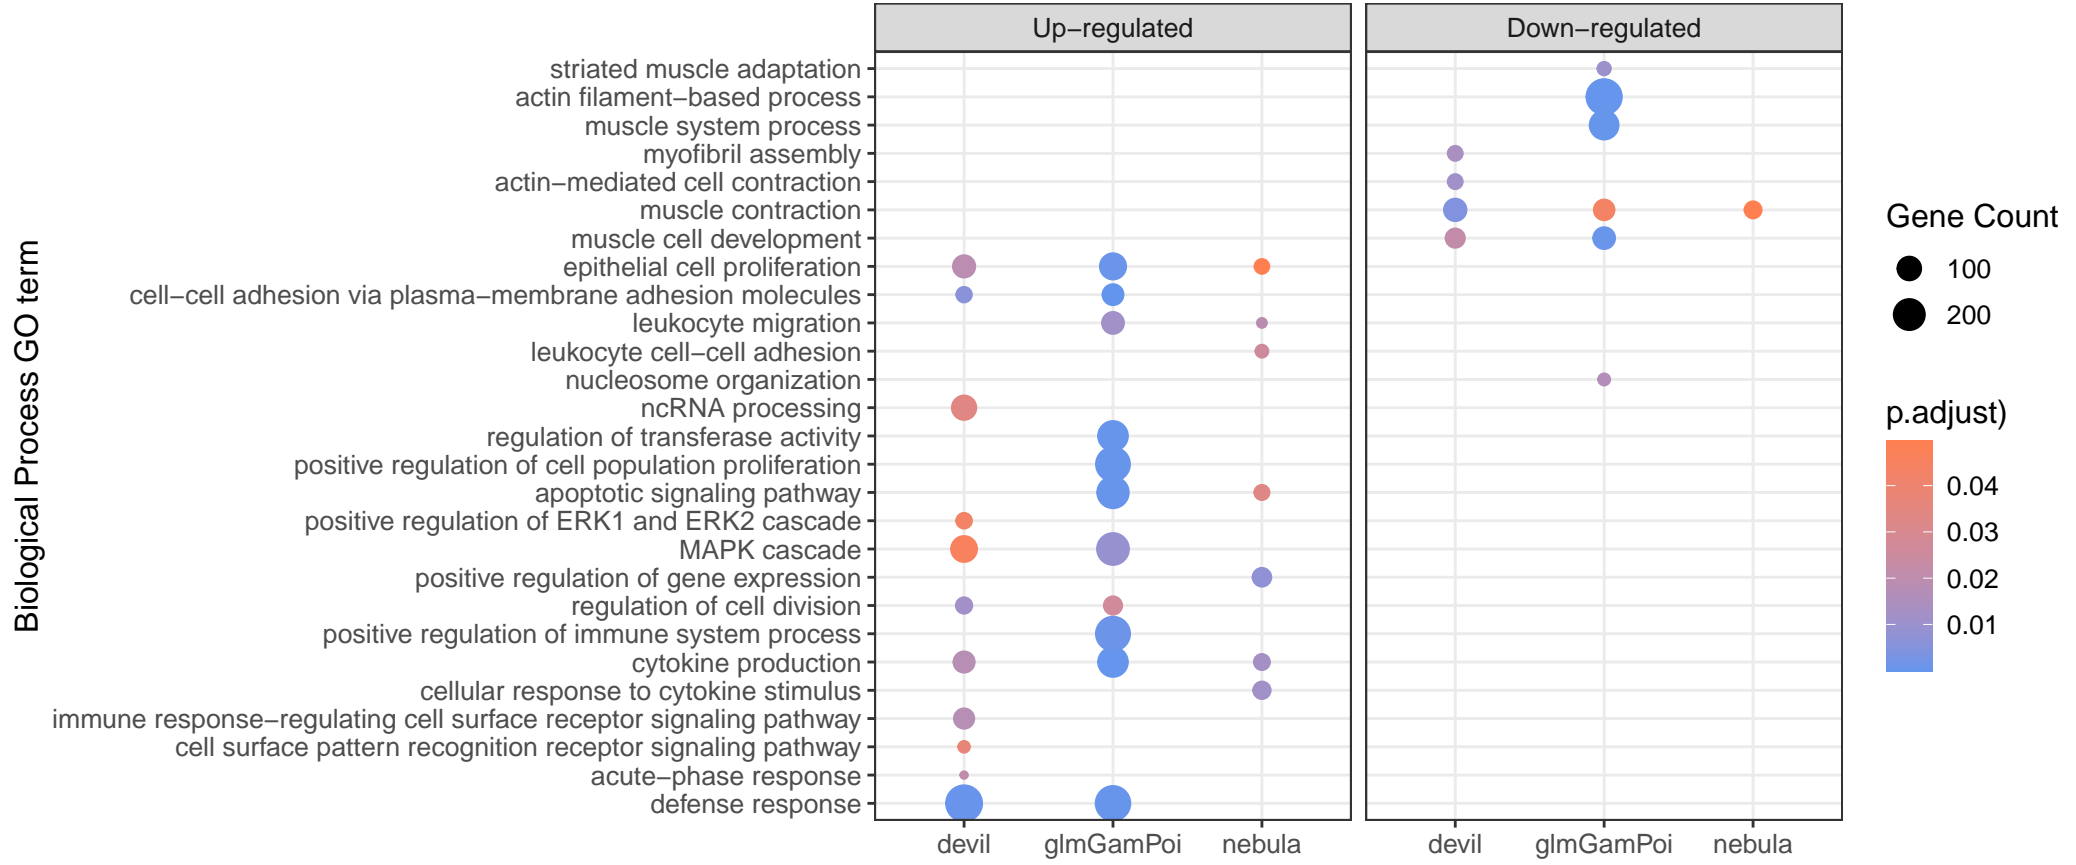 Up−regulated
Down−regulated
Biological Process GO term
striated muscle adaptation
actin filament−based process
muscle system process
myofibril assembly
actin−mediated cell contraction
muscle contraction
muscle cell development
epithelial cell proliferation
cell−cell adhesion via plasma−membrane adhesion molecules
leukocyte migration
leukocyte cell−cell adhesion
nucleosome organization
ncRNA processing
regulation of transferase activity
positive regulation of cell population proliferation
apoptotic signaling pathway
positive regulation of ERK1 and ERK2 cascade
MAPK cascade
positive regulation of gene expression
regulation of cell division
positive regulation of immune system process
cytokine production
cellular response to cytokine stimulus
immune response−regulating cell surface receptor signaling pathway
cell surface pattern recognition receptor signaling pathway
acute−phase response
defense response
devil glmGamPoi nebula
devil glmGamPoi nebula
Gene Count
100
200
p.adjust)
0.04
0.03
0.02
0.01